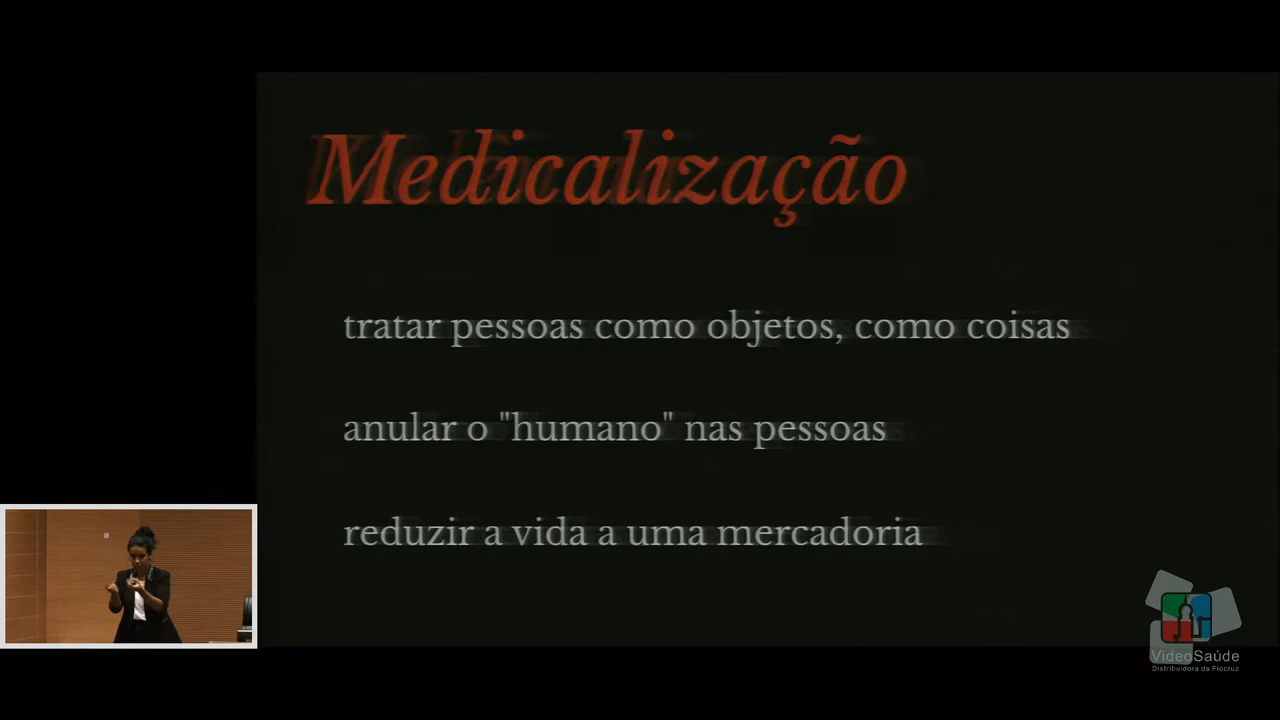 Medicalização
tratar pessoas como objetos, como coisas
anular o "humano" nas pessoas
reduzir a vida a uma mercadoria
VideoSaúde
Distribuidora da Fiocruz